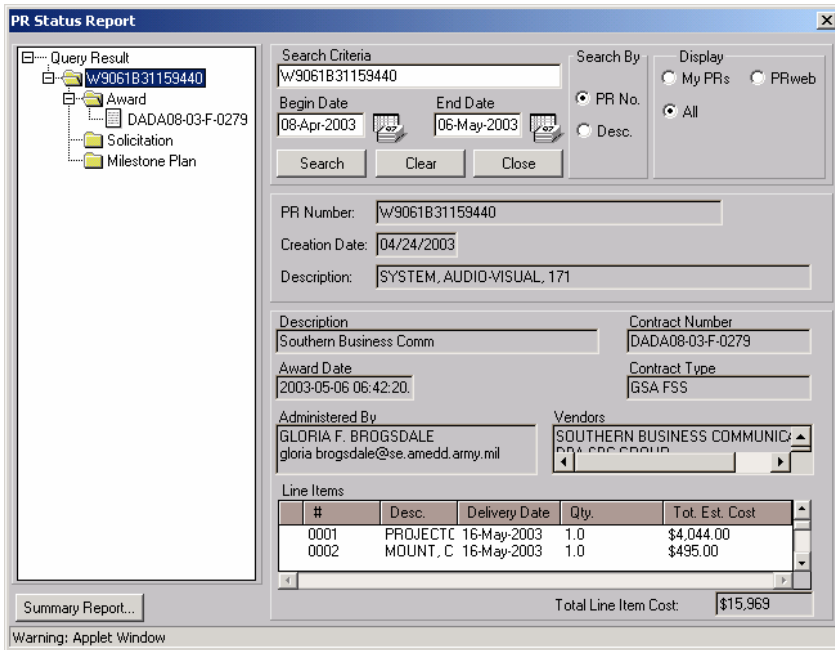 PR Status Report
Query Result
W9061B31159440
Award
DADA08-03-F-0279
Solicitation
Milestone Plan
Summary Report...
Search Criteria
W9061B31159440
Begin Date End Date
08-Apr-2003 06-May-2003
Search Clear Close
Search By
PR No.
Desc.
Display
My PRs PRweb
All
PR Number: W9061B31159440
Creation Date: 04/24/2003
Description: SYSTEM, AUDIO-VISUAL, 171
Description Contract Number
Southern Business Comm DADA08-03-F-0279
Award Date Contract Type
2003-05-06 06:42:20. GSA FSS
Administered By Vendors
GLORIA F. BROGSDALE SOUTHERN BUSINESS COMMUNICA
gloria brogsdale@se.amedd.army.mil
Line Items
# Desc. Delivery Date Qty. Tot. Est. Cost
0001 PROJECTC 16-May-2003 1.0 $4,044.00
0002 MOUNT, C 16-May-2003 1.0 $495.00
Total Line Item Cost: $15,969
Warning: Applet Window